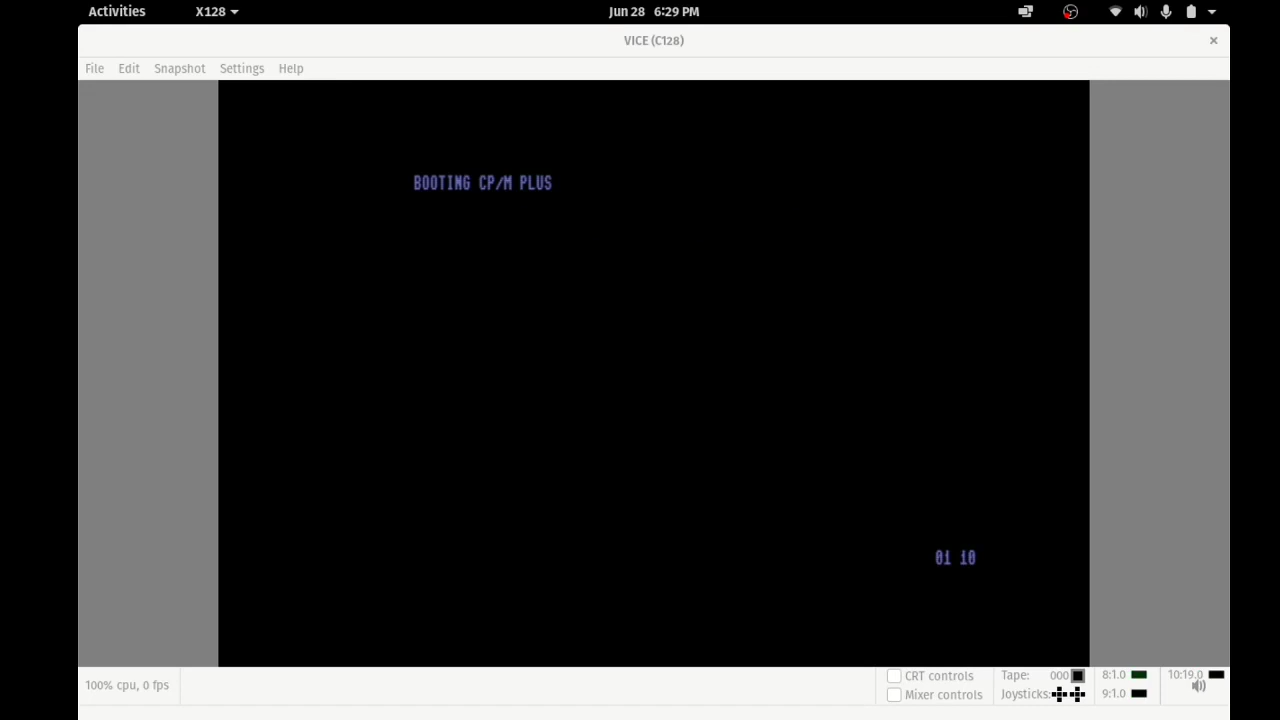 Activities X128 Jun 28 6:29 PM
VICE (C128)
File Edit Snapshot Settings Help
BOOTING CP/M PLUS
01 10
100% cpu, 0 fps
CRT controls
Mixer controls
Tape: 000
Joysticks:
8:1.0
9:1.0
10:19.0